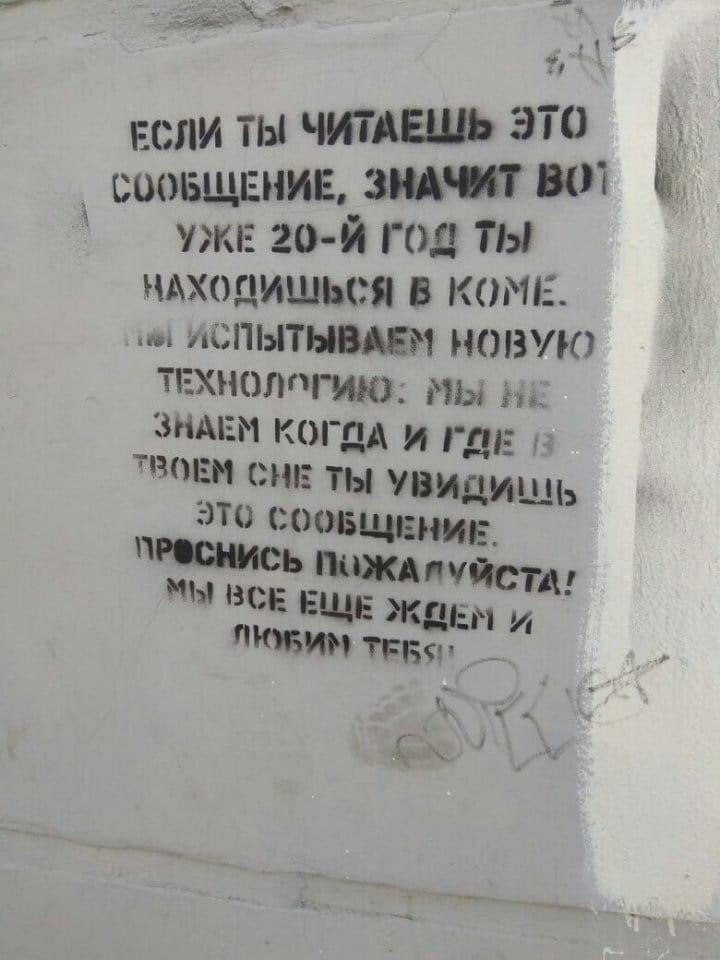 ЕСЛИ ТЫ ЧИТАЕШЬ ЭТО
СООБЩЕНИЕ, ЗНАЧИТ ВОТ
УЖЕ 20-Й ГОД ТЫ
НАХОДИШЬСЯ В КОМЕ.
МЫ ИСПЫТЫВАЕМ НОВУЮ
ТЕХНОЛОГИЮ: МЫ НЕ
ЗНАЕМ КОГДА И ГДЕ В
ТВОЕМ СНЕ ТЫ УВИДИШЬ
ЭТО СООБЩЕНИЕ.
ПРОСНИСЬ ПОЖАЛУЙСТА!
МЫ ВСЕ ЕЩЕ ЖДЕМ И
ЛЮБИМ ТЕБЯ!